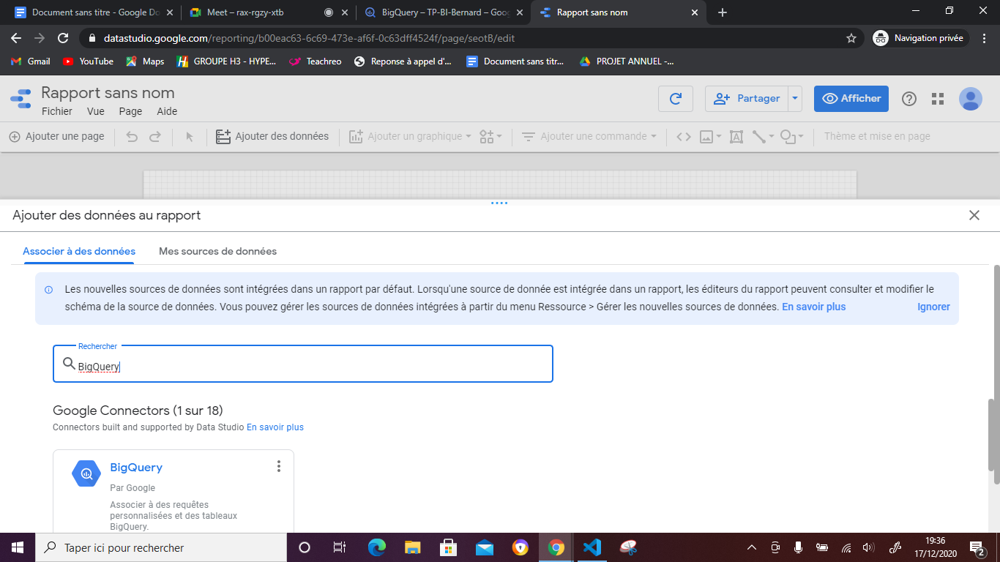 Document sans titre - Google Do
Meet – rax-rgzy-xtb
BigQuery – TP-BI-Bernard – Goog
Rapport sans nom
datastudio.google.com/reporting/b00eac63-6c69-473e-af6f-0c63dff4524f/page/seotB/edit
Navigation privée
Gmail
YouTube
Maps
GROUPE H3 - HYPE...
Teachreo
Reponse à appel d'...
Document sans titr...
PROJET ANNUEL -...
Rapport sans nom
Fichier Vue Page Aide
Partager
Afficher
Ajouter une page
Ajouter des données
Ajouter un graphique
Ajouter une commande
Thème et mise en page
Ajouter des données au rapport
Associer à des données
Mes sources de données
Les nouvelles sources de données sont intégrées dans un rapport par défaut. Lorsqu'une source de donnée est intégrée dans un rapport, les éditeurs du rapport peuvent consulter et modifier le
schéma de la source de données. Vous pouvez gérer les sources de données intégrées à partir du menu Ressource > Gérer les nouvelles sources de données. En savoir plus
Ignorer
Rechercher
BigQuery
Google Connectors (1 sur 18)
Connectors built and supported by Data Studio En savoir plus
BigQuery
Par Google
Associer à des requêtes
personnalisées et des tableaux
BigQuery.
Taper ici pour rechercher
19:36
17/12/2020
2